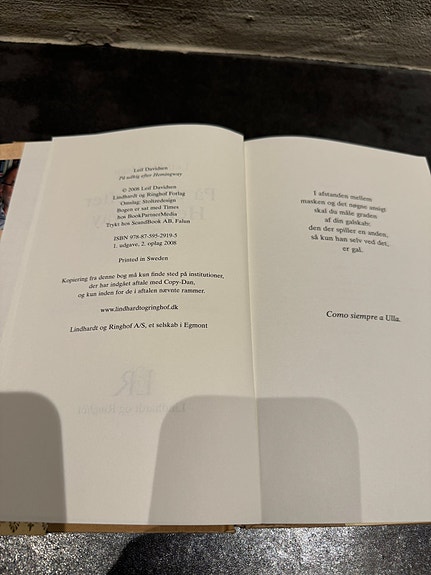 Leif Davidsen
På udkig efter Hemingway
© 2008 Leif Davidsen
Lindhardt og Ringhof Forlag
Omslag: Stoltzedesign
Bogen er sat med Times
hos BookPartnerMedia
Trykt hos ScandBook AB, Falun
ISBN 978-87-595-2919-5
1. udgave, 2. oplag 2008
Printed in Sweden
Kopiering fra denne bog må kun finde sted på institutioner,
der har indgået aftale med Copy-Dan,
og kun inden for de i aftalen nævnte rammer.
www.lindhardtogringhof.dk
Lindhardt og Ringhof A/S, et selskab i Egmont
I afstanden mellem
masken og det nøgne ansigt
skal du måle graden
af din galskab:
den der spiller en anden,
så kun han selv ved det,
er gal.
Como siempre a Ulla.